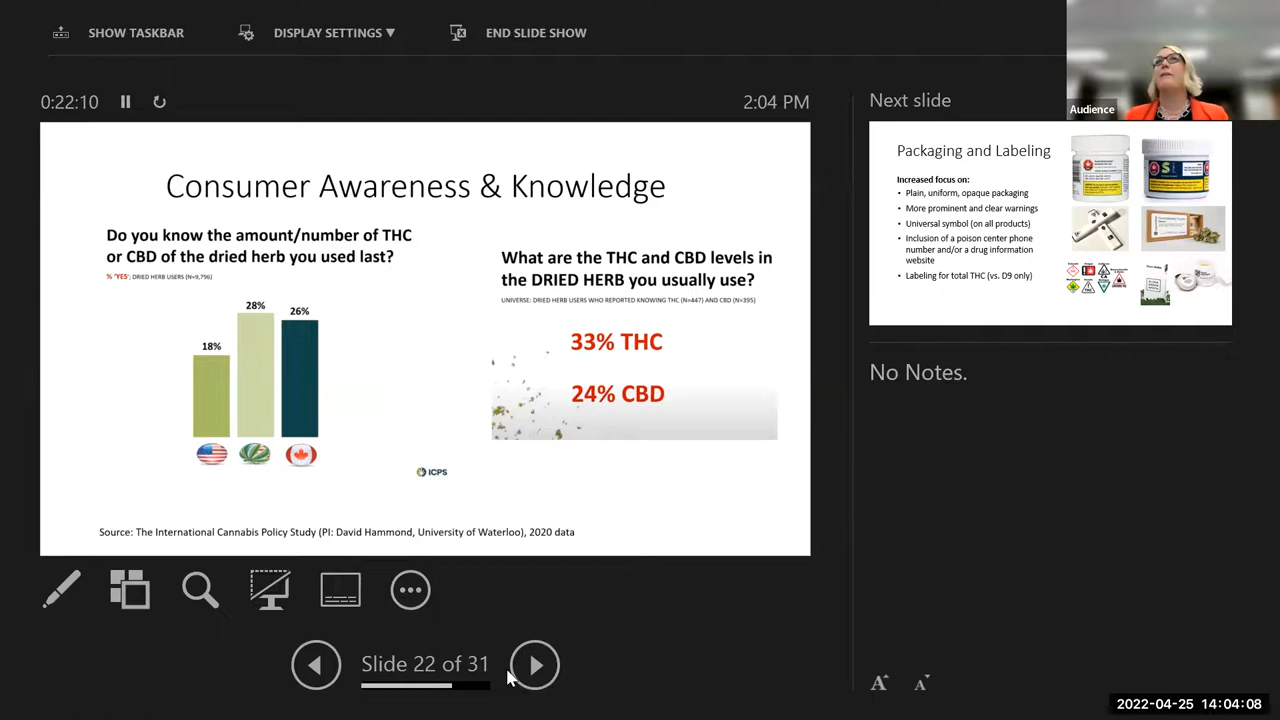 SHOW TASKBAR
DISPLAY SETTINGS ▼
END SLIDE SHOW
Audience
0:22:10
2:04 PM
Next slide
Consumer Awareness & Knowledge
Do you know the amount/number of THC
or CBD of the dried herb you used last?
% 'YES'; DRIED HERB USERS (N=9,796)
18%
28%
26%
ICPS
What are the THC and CBD levels in
the DRIED HERB you usually use?
UNIVERSE: DRIED HERB USERS WHO REPORTED KNOWING THC (N=447) AND CBD (N=395)
33% THC
24% CBD
Source: The International Cannabis Policy Study (PI: David Hammond, University of Waterloo), 2020 data
Packaging and Labeling
Increased focus on:
• Plain, uniform, opaque packaging
• More prominent and clear warnings
• Universal symbol (on all products)
• Inclusion of a poison center phone
number and/or a drug information
website
• Labeling for total THC (vs. D9 only)
No Notes.
Slide 22 of 31
A A
2022-04-25 14:04:08